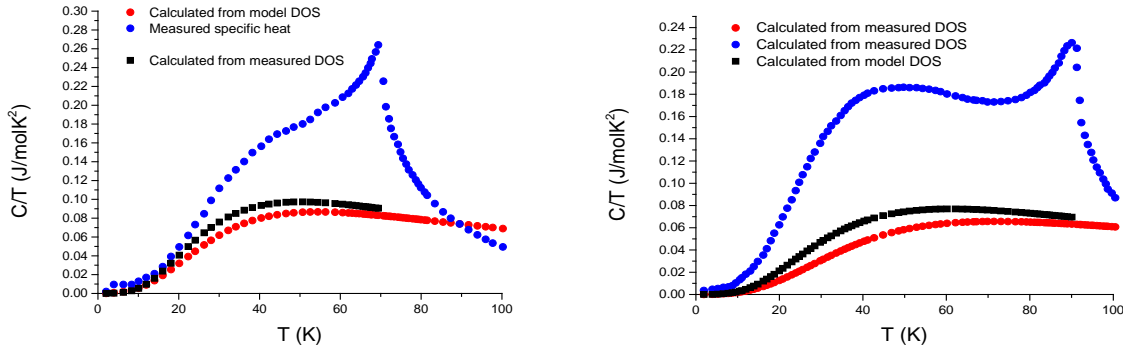 Calculated from model DOS
Measured specific heat
Calculated from measured DOS
0.30
0.28
0.26
0.24
0.22
0.20
0.18
0.16
0.14
0.12
0.10
0.08
0.06
0.04
0.02
0.00
C/T (J/molK²)
0 20 40 60 80 100
T (K)
Calculated from measured DOS
Calculated from measured DOS
Calculated from model DOS
0.24
0.22
0.20
0.18
0.16
0.14
0.12
0.10
0.08
0.06
0.04
0.02
0.00
C/T (J/molK²)
0 20 40 60 80 100
T (K)